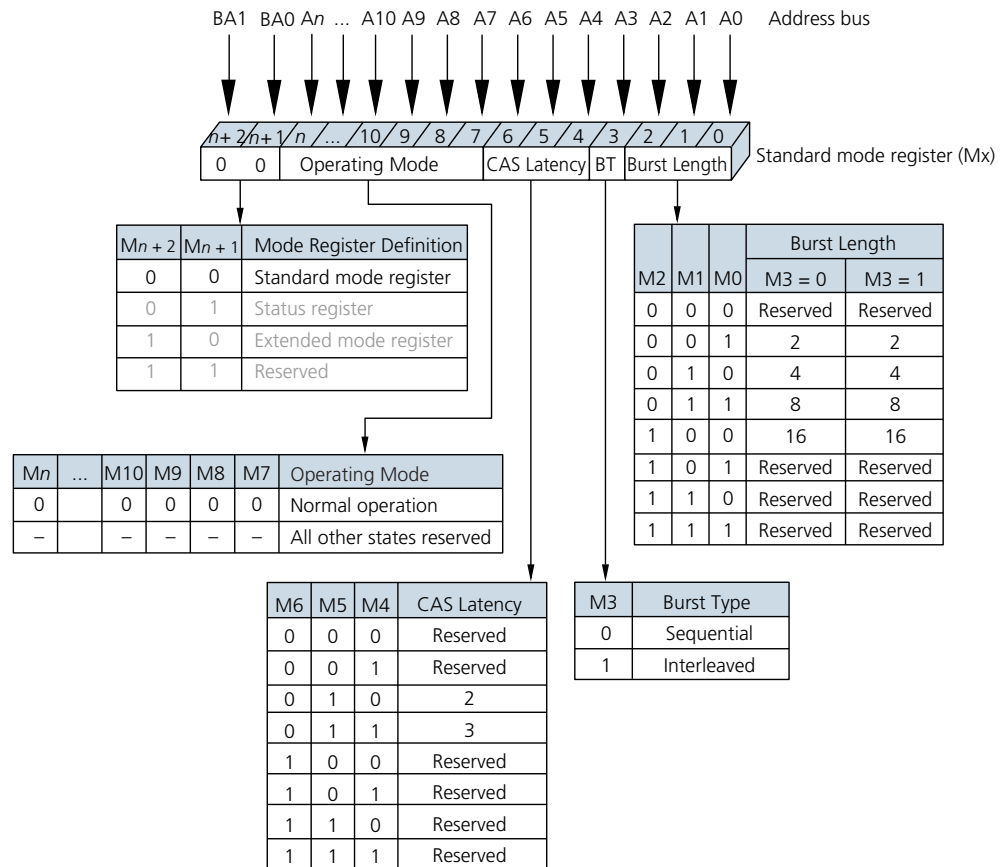 BA1 BA0 An ... A10 A9 A8 A7 A6 A5 A4 A3 A2 A1 A0 Address bus
n+ 2 n+ 1 n ... 10 9 8 7 6 5 4 3 2 1 0
Standard mode register (Mx)
0 0 Operating Mode CAS Latency BT Burst Length
Mn + 2 Mn + 1 Mode Register Definition
0 0 Standard mode register
0 1 Status register
1 0 Extended mode register
1 1 Reserved
Burst Length
M2 M1 M0 M3 = 0 M3 = 1
0 0 0 Reserved Reserved
0 0 1 2 2
0 1 0 4 4
0 1 1 8 8
1 0 0 16 16
1 0 1 Reserved Reserved
1 1 0 Reserved Reserved
1 1 1 Reserved Reserved
Mn ... M10 M9 M8 M7 Operating Mode
0 0 0 0 0 Normal operation
– – – – – All other states reserved
M6 M5 M4 CAS Latency
0 0 0 Reserved
0 0 1 Reserved
0 1 0 2
0 1 1 3
1 0 0 Reserved
1 0 1 Reserved
1 1 0 Reserved
1 1 1 Reserved
M3 Burst Type
0 Sequential
1 Interleaved